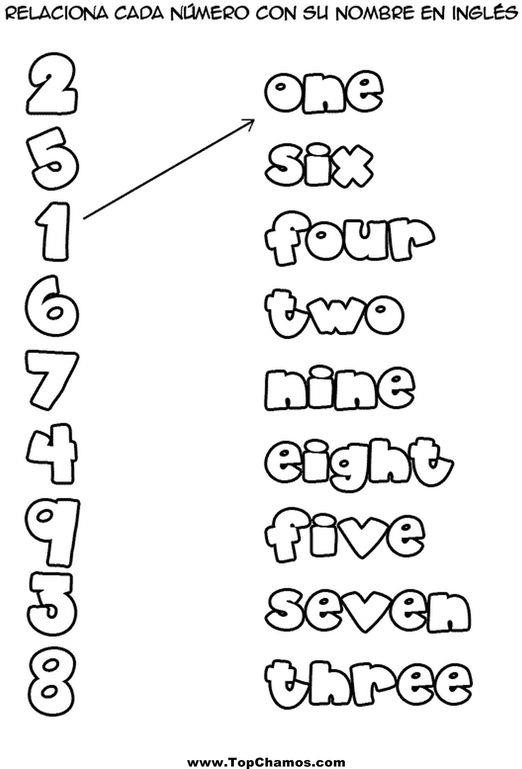 RELACIONA CADA NÚMERO CON SU NOMBRE EN INGLÉS
2 one
5 six
1 four
6 two
7 nine
4 eight
9 five
3 seven
8 three
www.TopChamos.com